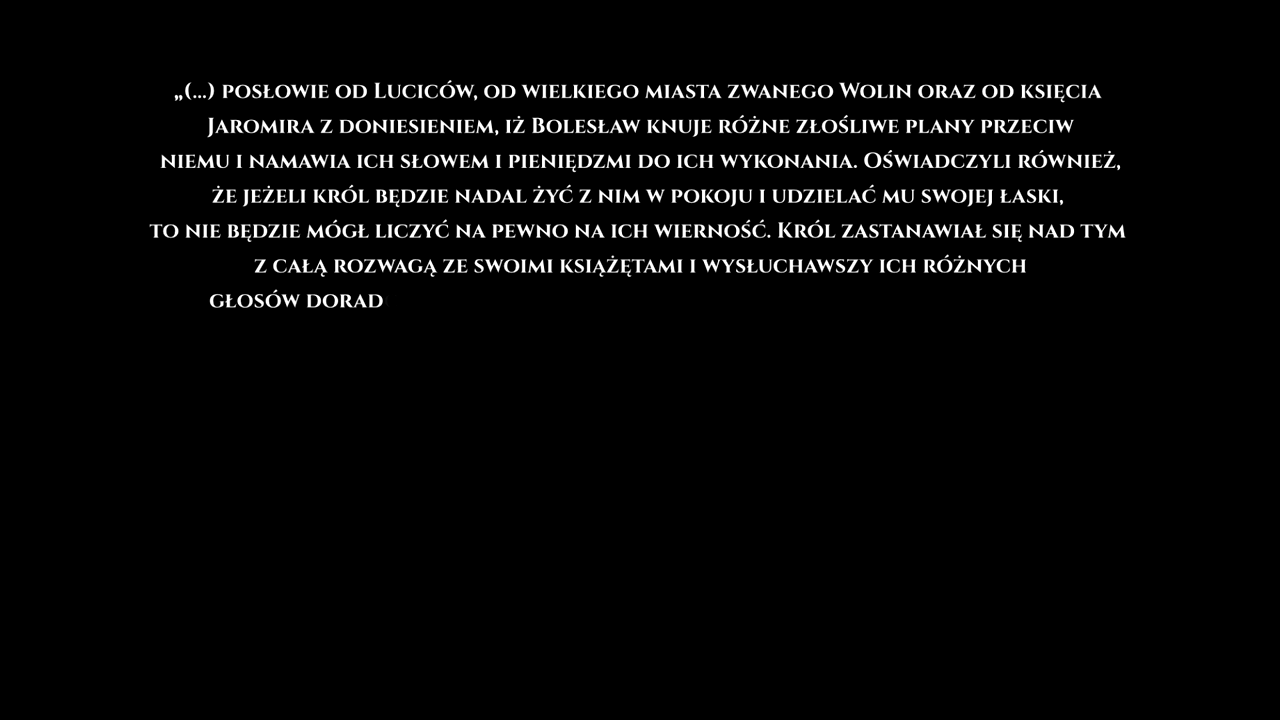 „(...) posłowie od Luciców, od wielkiego miasta zwanego Wolin oraz od księcia
Jaromira z doniesieniem, iż Bolesław knuje różne złośliwe plany przeciw
niemu i namawia ich słowem i pieniędzmi do ich wykonania. Oświadczyli również,
że jeżeli król będzie nadal żyć z nim w pokoju i udzielać mu swojej łaski,
to nie będzie mógł liczyć na pewno na ich wierność. Król zastanawiał się nad tym
z całą rozwagą ze swoimi książętami i wysłuchawszy ich różnych
głosów dorad